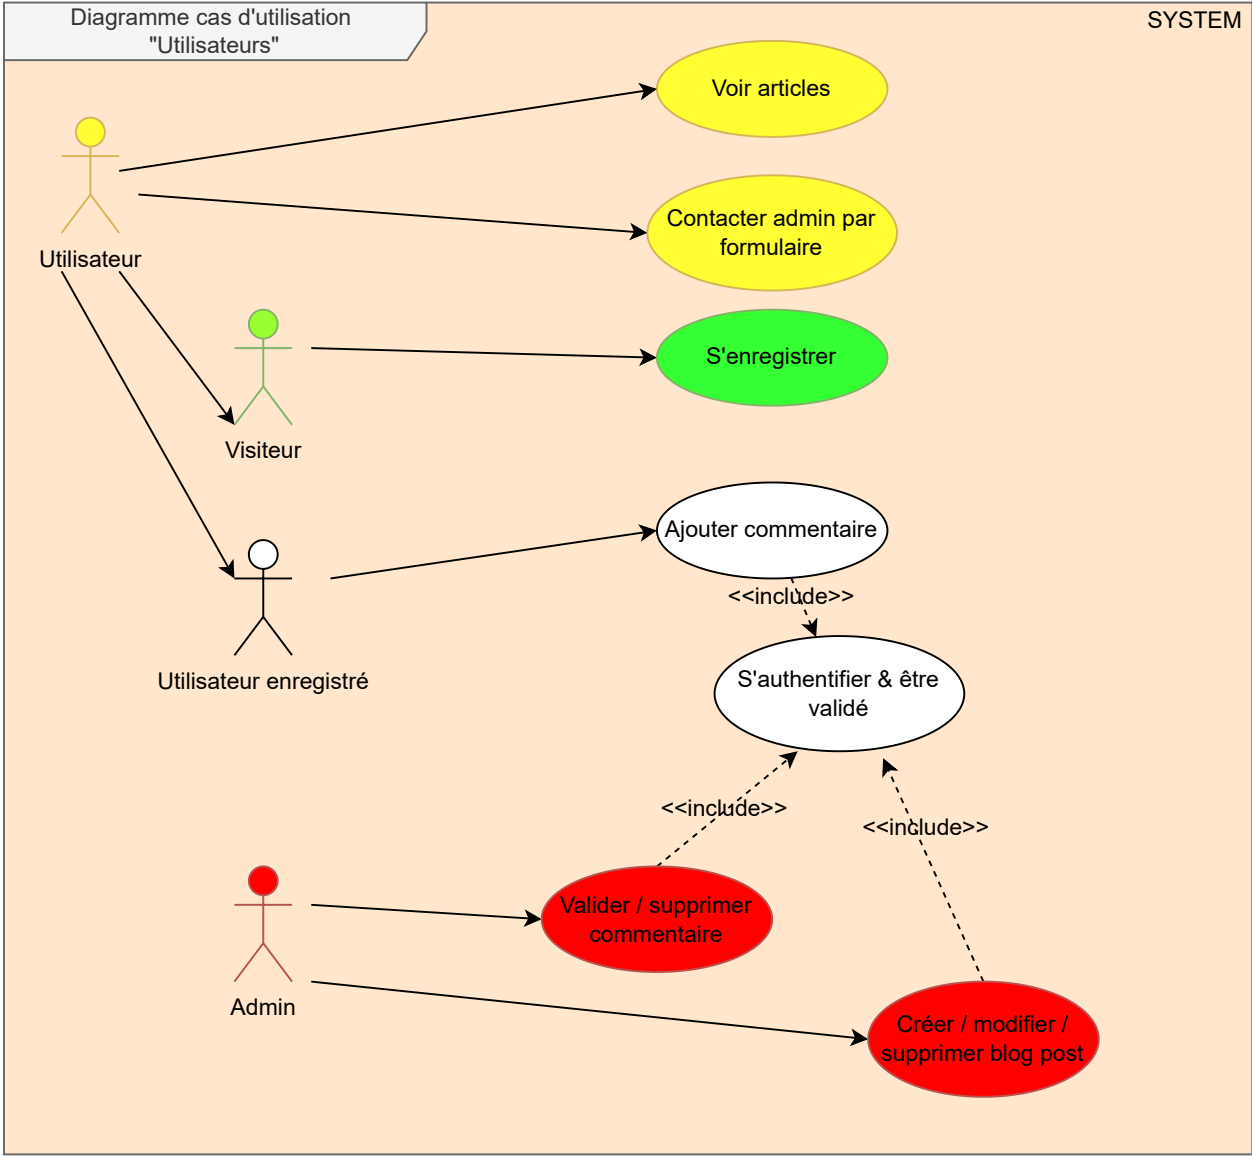 Diagramme cas d'utilisation
"Utilisateurs"
SYSTEM
Voir articles
Contacter admin par
formulaire
Utilisateur
S'enregistrer
Visiteur
Ajouter commentaire
<<include>>
Utilisateur enregistré
S'authentifier & être
validé
<<include>>
<<include>>
Valider / supprimer
commentaire
Admin
Créer / modifier /
supprimer blog post